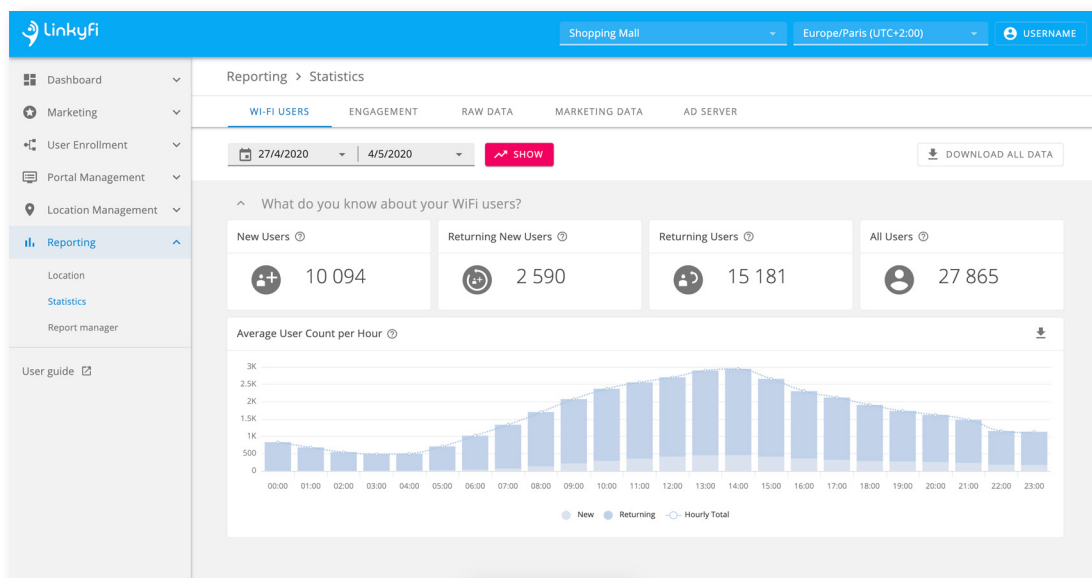 Linkyfi
Shopping Mall
Europe/Paris (UTC+2:00)
USERNAME
Dashboard
Marketing
User Enrollment
Portal Management
Location Management
Reporting
Location
Statistics
Report manager
User guide
Reporting > Statistics
WI-FI USERS ENGAGEMENT RAW DATA MARKETING DATA AD SERVER
27/4/2020 4/5/2020 SHOW DOWNLOAD ALL DATA
What do you know about your WiFi users?
New Users
10 094
Returning New Users
2 590
Returning Users
15 181
All Users
27 865
Average User Count per Hour
3K
2.5K
2K
1.5K
1K
500
0
00:00 01:00 02:00 03:00 04:00 05:00 06:00 07:00 08:00 09:00 10:00 11:00 12:00 13:00 14:00 15:00 16:00 17:00 18:00 19:00 20:00 21:00 22:00 23:00
New Returning Hourly Total